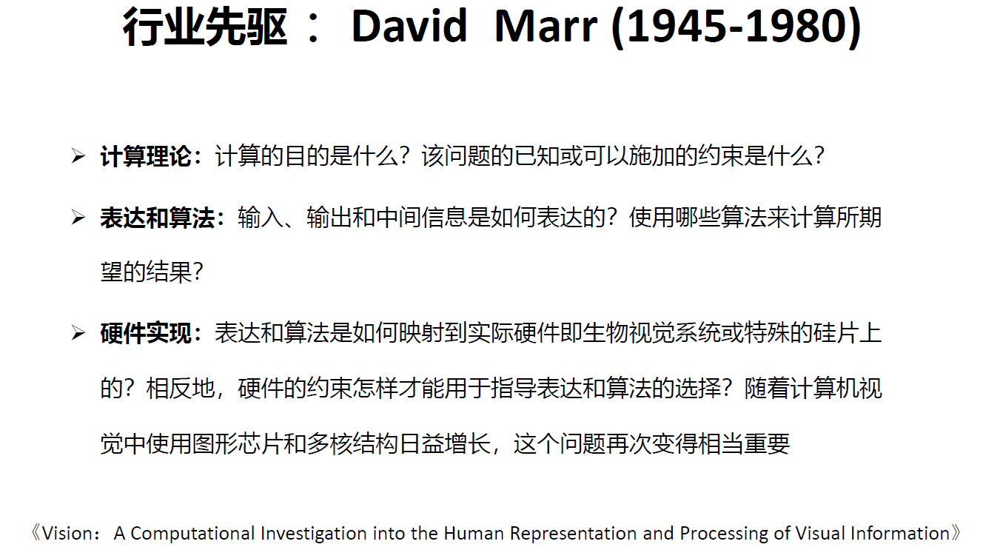 行业先驱 ：David Marr (1945-1980)
➢ 计算理论：计算的目的是什么？该问题的已知或可以施加的约束是什么？
➢ 表达和算法：输入、输出和中间信息是如何表达的？使用哪些算法来计算所期
望的结果？
➢ 硬件实现：表达和算法是如何映射到实际硬件即生物视觉系统或特殊的硅片上
的？相反地，硬件的约束怎样才能用于指导表达和算法的选择？随着计算机视
觉中使用图形芯片和多核结构日益增长，这个问题再次变得相当重要
《Vision：A Computational Investigation into the Human Representation and Processing of Visual Information》